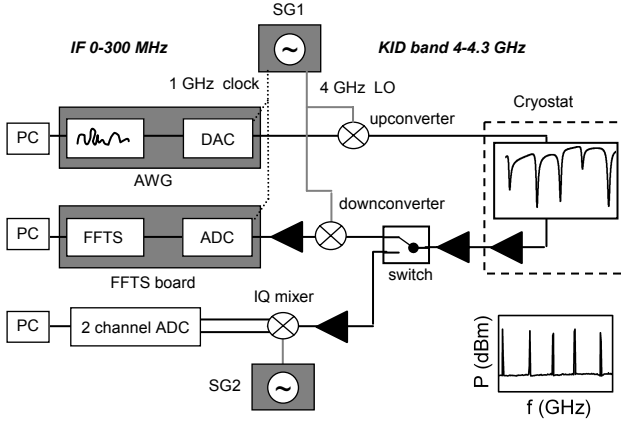 SG1
~
IF 0-300 MHz
KID band 4-4.3 GHz
1 GHz clock
4 GHz LO
Cryostat
upconverter
PC
DAC
AWG
downconverter
PC
FFTS
ADC
switch
FFTS board
IQ mixer
PC
2 channel ADC
SG2
~
P (dBm)
f (GHz)